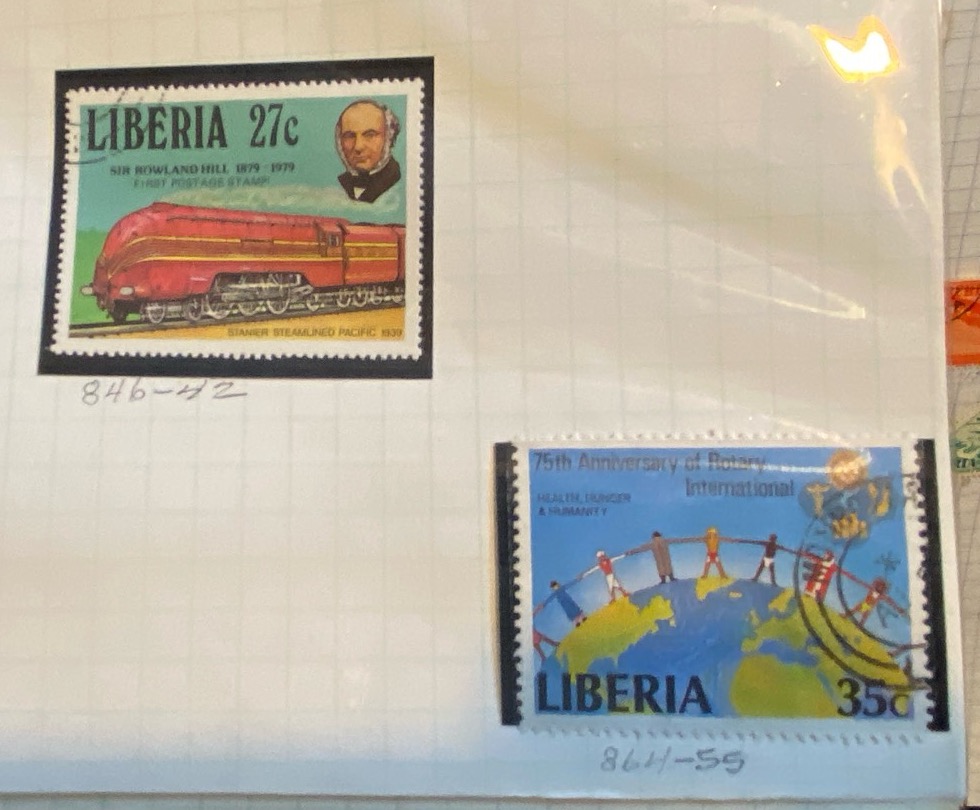 LIBERIA 27c
SIR ROWLAND HILL 1879 1979
FIRST POSTAGE STAMP
STANIER STEAMLINED PACIFIC 1939
846-42
75th Anniversary of Rotary
International
HEALTH, HUNGER
& HUMANITY
LIBERIA 35c
864-55